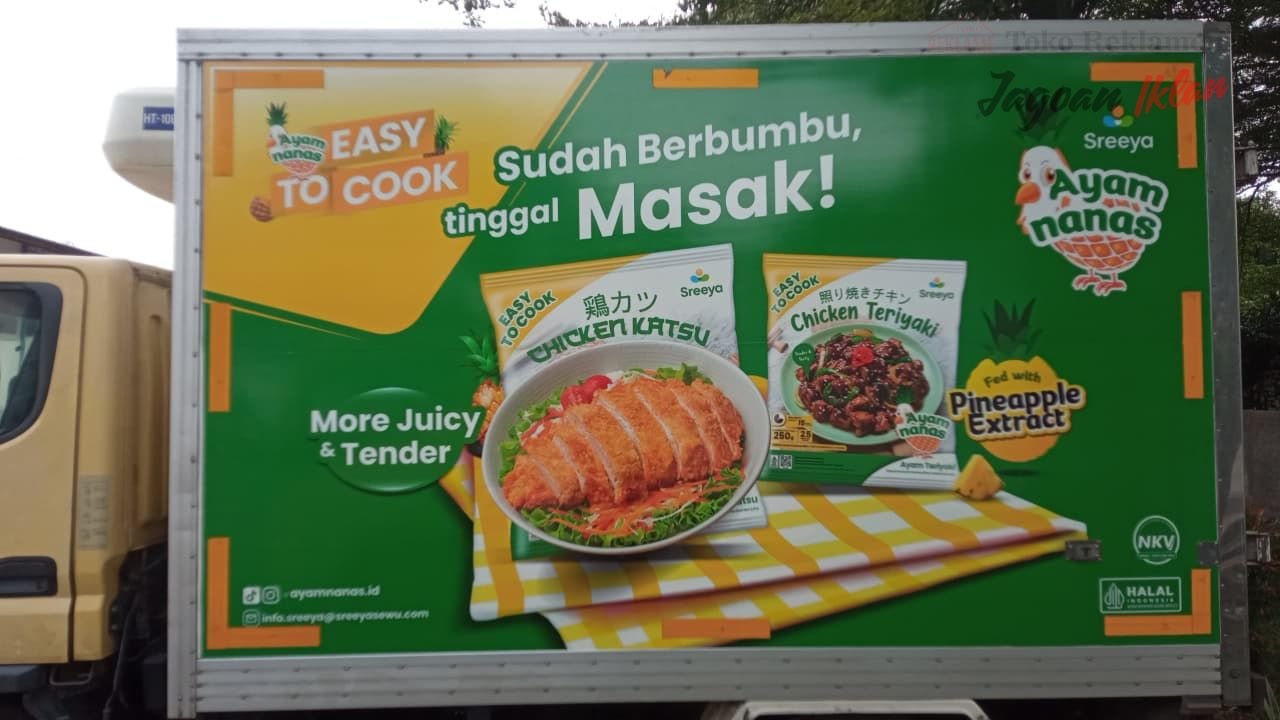 Toko Reklame
Jagoan Iklan
HT-10
Ayam
nanas
EASY
TO COOK
Sudah Berbumbu,
tinggal Masak!
Sreeya
Ayam
nanas
EASY
TO COOK
Sreeya
鶏カツ
CHICKEN KATSU
EASY
TO COOK
Sreeya
照り焼きチキン
Chicken Teriyaki
Ayam
nanas
250g
Ayam Teriyaki
Fed with
Pineapple
Extract
More Juicy
& Tender
ayamnanas.id
info.sreeya@sreeyasewu.com
NKV
HALAL
INDONESIA